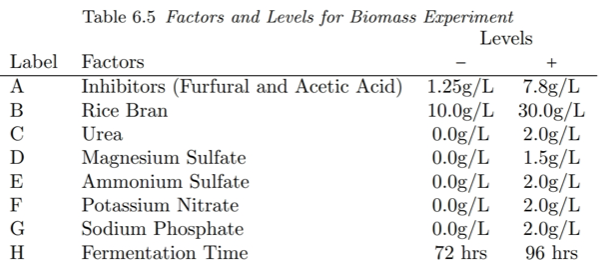 Table 6.5 Factors and Levels for Biomass Experiment
Levels
Label Factors − +
A Inhibitors (Furfural and Acetic Acid) 1.25g/L 7.8g/L
B Rice Bran 10.0g/L 30.0g/L
C Urea 0.0g/L 2.0g/L
D Magnesium Sulfate 0.0g/L 1.5g/L
E Ammonium Sulfate 0.0g/L 2.0g/L
F Potassium Nitrate 0.0g/L 2.0g/L
G Sodium Phosphate 0.0g/L 2.0g/L
H Fermentation Time 72 hrs 96 hrs